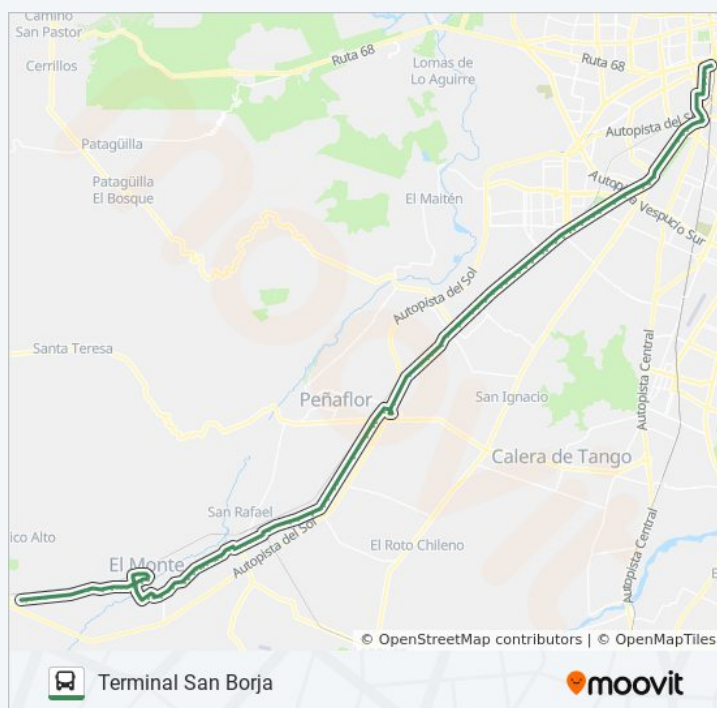 Camino
San Pastor
Cerrillos
Ruta 68
Lomas de
Lo Aguirre
Ruta 68
Patagüilla
Autopista del S
Patagüilla
El Bosque
El Maitén
Autopista Vespucio Sur
Autopista del Sol
Santa Teresa
Peñaflor
San Ignacio
Autopista Central
Calera de Tango
San Rafael
ico Alto
Autopista del Sol
El Roto Chileno
El Monte
Autopista Central
E
© OpenStreetMap contributors | © OpenMapTiles
Terminal San Borja
moovit